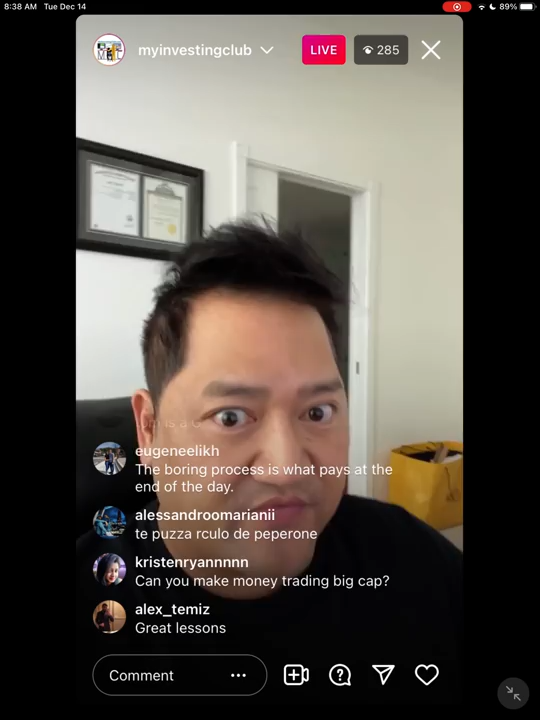 8:38 AM Tue Dec 14
89%
myinvestingclub
LIVE
285
eugeneelikh
The boring process is what pays at the
end of the day.
alessandroomarianii
te puzza rculo de peperone
kristenryannnnn
Can you make money trading big cap?
alex_temiz
Great lessons
Comment